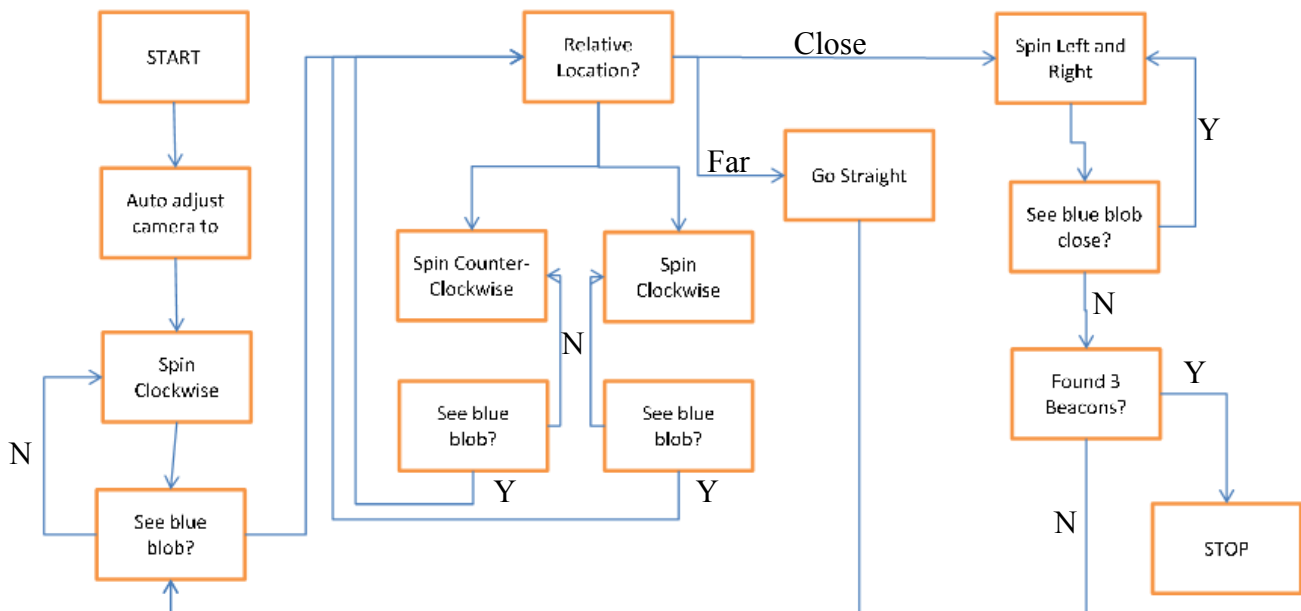 START
Auto adjust
camera to
Spin
Clockwise
N
See blue
blob?
Relative
Location?
Spin Counter-
Clockwise
Spin
Clockwise
N
See blue
blob?
Y
See blue
blob?
Y
Far
Go Straight
Close
Spin Left and
Right
Y
See blue blob
close?
N
Found 3
Beacons?
Y
N
STOP